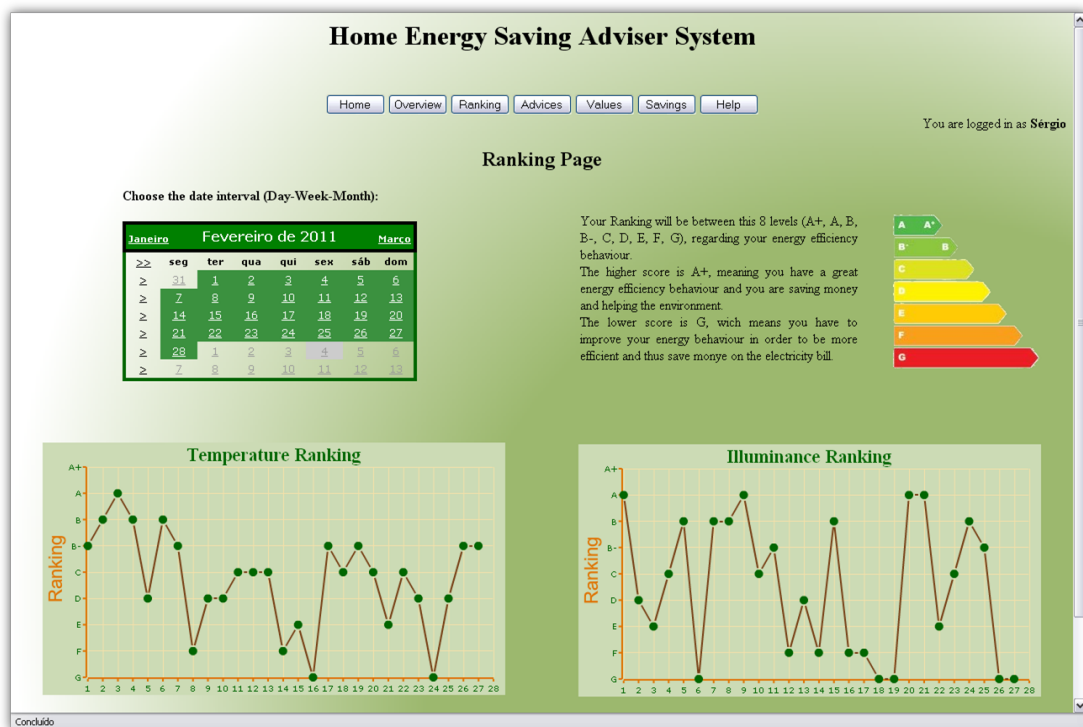 Home Energy Saving Adviser System
Home Overview Ranking Advices Values Savings Help
You are logged in as Sérgio
Ranking Page
Choose the date interval (Day-Week-Month):
Janeiro Fevereiro de 2011 Março
>> seg ter qua qui sex sáb dom
> 31 1 2 3 4 5 6
> 7 8 9 10 11 12 13
> 14 15 16 17 18 19 20
> 21 22 23 24 25 26 27
> 28 1 2 3 4 5 6
> 7 8 9 10 11 12 13
Your Ranking will be between this 8 levels (A+, A, B,
B-, C, D, E, F, G), regarding your energy efficiency
behaviour.
The higher score is A+, meaning you have a great
energy efficiency behaviour and you are saving money
and helping the environment.
The lower score is G, wich means you have to
improve your energy behaviour in order to be more
efficient and thus save monye on the electricity bill.
A A+
B- B
C
D
E
F
G
Temperature Ranking
Ranking
A+
A
B
B-
C
D
E
F
G
1 2 3 4 5 6 7 8 9 10 11 12 13 14 15 16 17 18 19 20 21 22 23 24 25 26 27 28
Illuminance Ranking
Ranking
A+
A
B
B-
C
D
E
F
G
1 2 3 4 5 6 7 8 9 10 11 12 13 14 15 16 17 18 19 20 21 22 23 24 25 26 27 28
Concluído